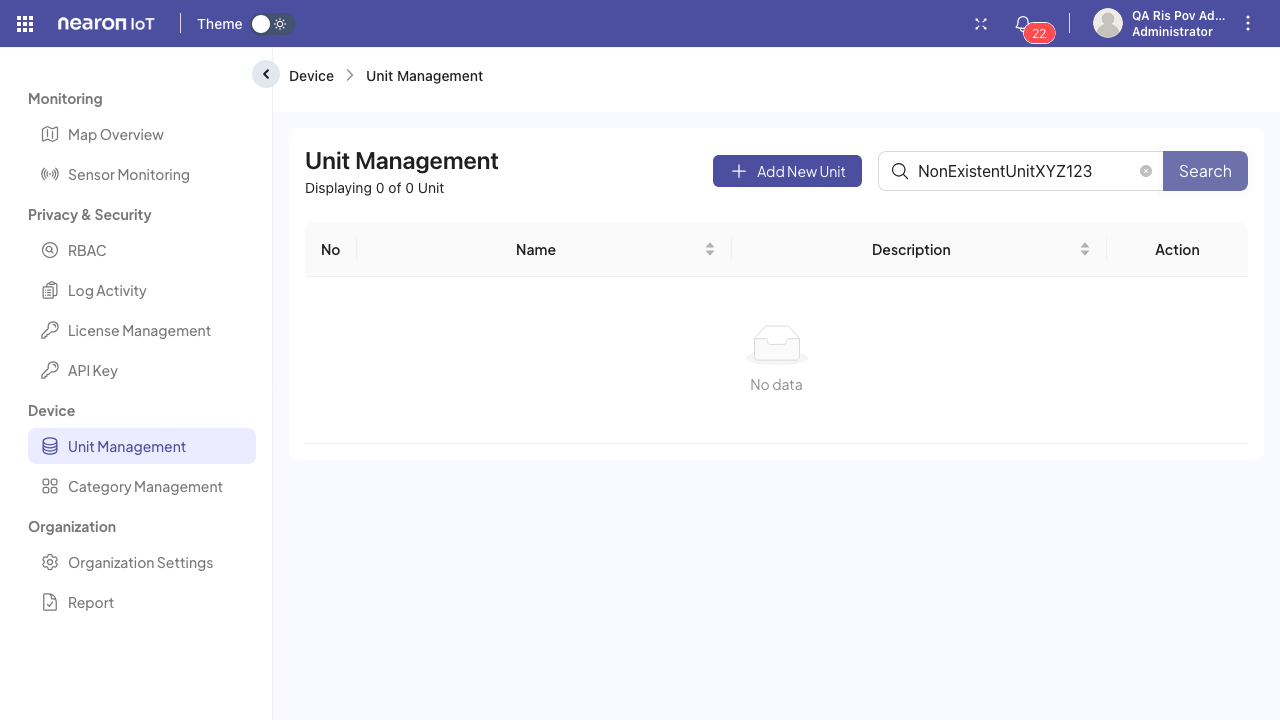 nearon IoT
Theme
22
QA Ris Pov Ad...
Administrator
Device
Unit Management
Monitoring
Map Overview
Sensor Monitoring
Privacy & Security
RBAC
Log Activity
License Management
API Key
Device
Unit Management
Category Management
Organization
Organization Settings
Report
Unit Management
Displaying 0 of 0 Unit
Add New Unit
NonExistentUnitXYZ123
Search
No Name Description Action
No data